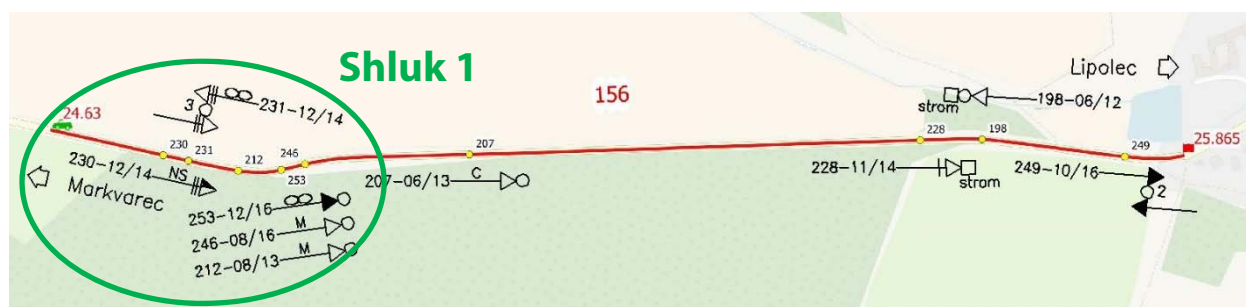 Shluk 1
Lipolec
156
231-12/14
3
24.63
strom
198-06/12
230
231
212
246
253
207
228
198
249
25.865
230-12/14
NS
Markvarec
207-06/13
C
228-11/14
strom
249-10/16
2
253-12/16
246-08/16
M
212-08/13
M